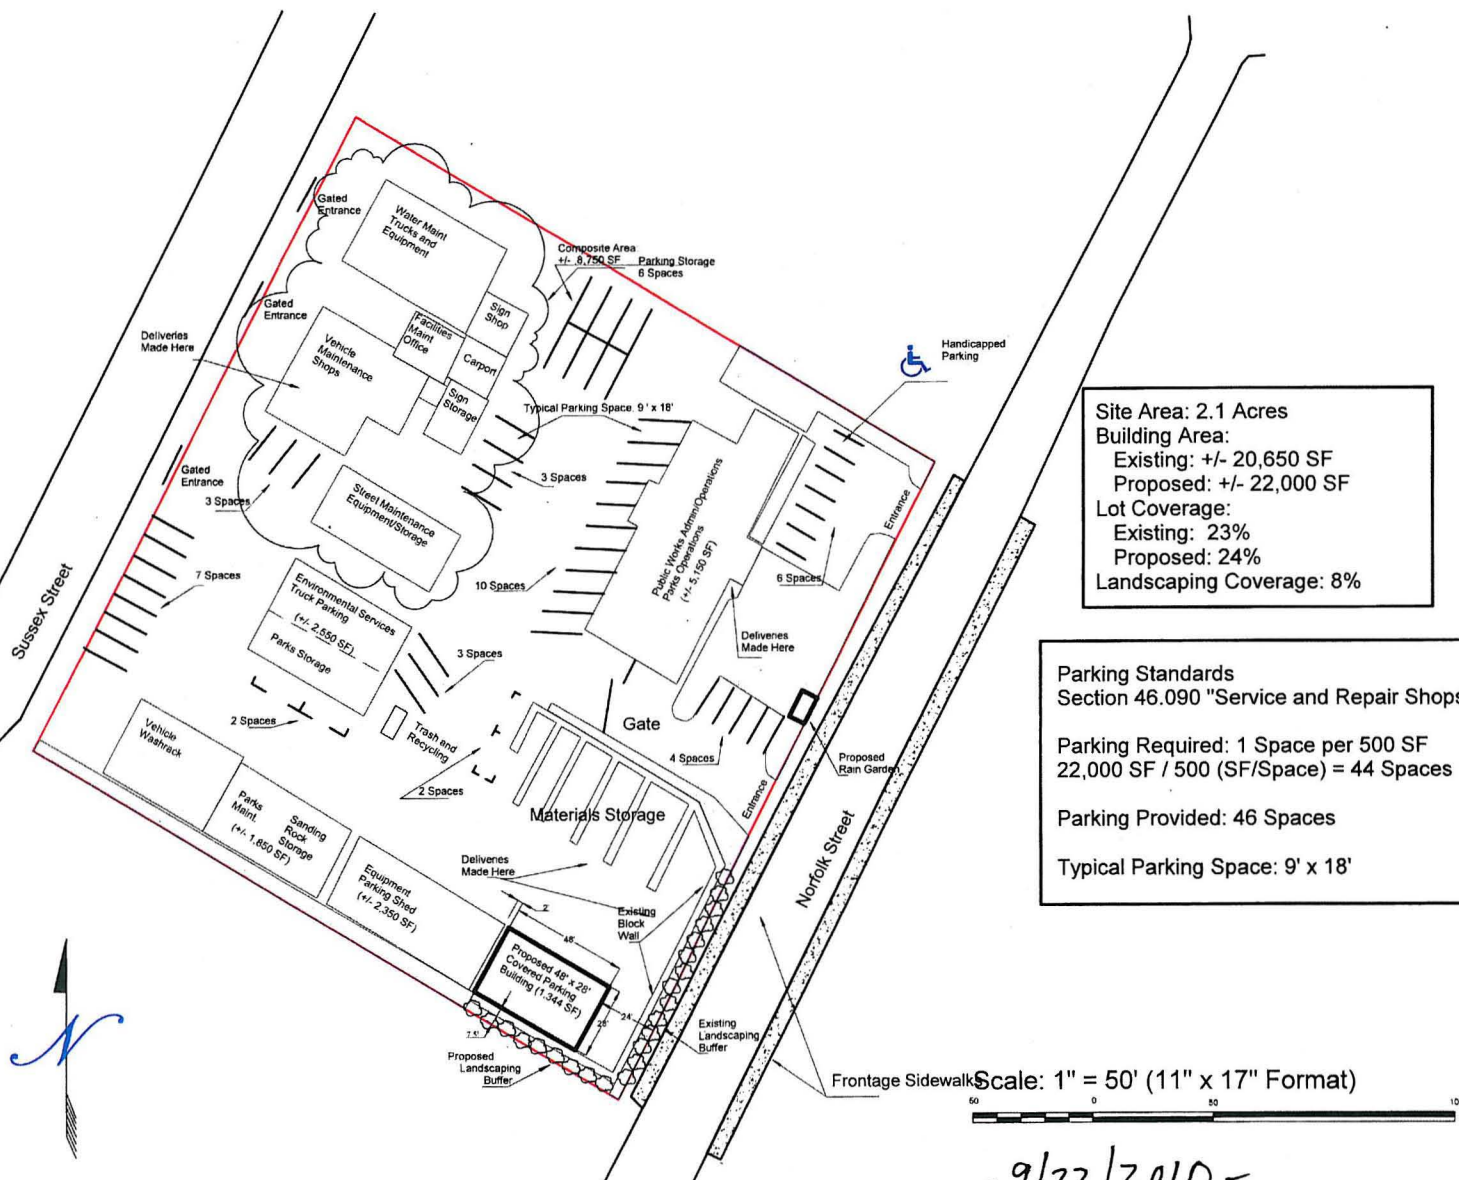 Gated
Entrance
Water Maint
Trucks and
Equipment
Composite Area
+/- 8,750 SF
Parking Storage
6 Spaces
Gated
Entrance
Sign
Shop
Facilities
Maint
Office
Carport
Deliveries
Made Here
Vehicle
Maintenance
Shops
Sign
Storage
Handicapped
Parking
Typical Parking Space. 9' x 18'
Gated
Entrance
3 Spaces
3 Spaces
Street Maintenance
Equipment/Storage
Public Works Admin/Operations
Parks Operations
(+/- 5,150 SF)
Entrance
6 Spaces
10 Spaces
7 Spaces
Sussex Street
Environmental Services
Truck Parking
(+/- 2,550 SF)
Parks Storage
3 Spaces
Deliveries
Made Here
2 Spaces
Trash and
Recycling
Gate
4 Spaces
Proposed
Rain Garden
Vehicle
Washrack
2 Spaces
Entrance
Materials Storage
Norfolk Street
Parks
Maint.
Sanding
Rock
Storage
(+/- 1,650 SF)
Equipment
Parking Shed
(+/- 2,350 SF)
Deliveries
Made Here
Existing
Block
Wall
2'
48'
Proposed 48' x 28'
Covered Parking
Building (1,344 SF)
28'
24'
7.5'
Proposed
Landscaping
Buffer
Existing
Landscaping
Buffer
Frontage Sidewalks
N
Site Area: 2.1 Acres
Building Area:
Existing: +/- 20,650 SF
Proposed: +/- 22,000 SF
Lot Coverage:
Existing: 23%
Proposed: 24%
Landscaping Coverage: 8%
Parking Standards
Section 46.090 "Service and Repair Shops
Parking Required: 1 Space per 500 SF
22,000 SF / 500 (SF/Space) = 44 Spaces
Parking Provided: 46 Spaces
Typical Parking Space: 9' x 18'
Scale: 1" = 50' (11" x 17" Format)
0
50
9/22/2010